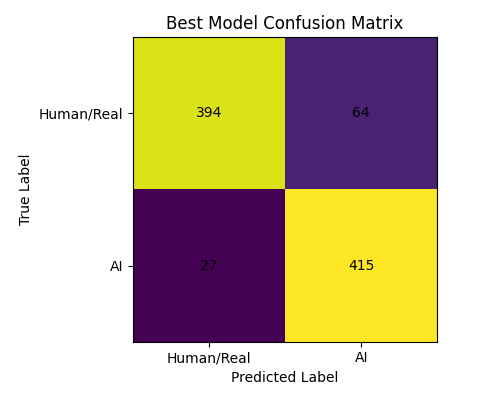 Best Model Confusion Matrix
Human/Real
394
64
True Label
AI
27
415
Human/Real
AI
Predicted Label